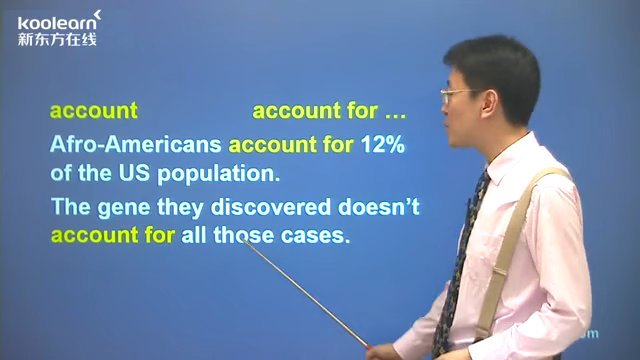 koolearn
新东方在线
account account for …
Afro-Americans account for 12%
of the US population.
The gene they discovered doesn’t
account for all those cases.